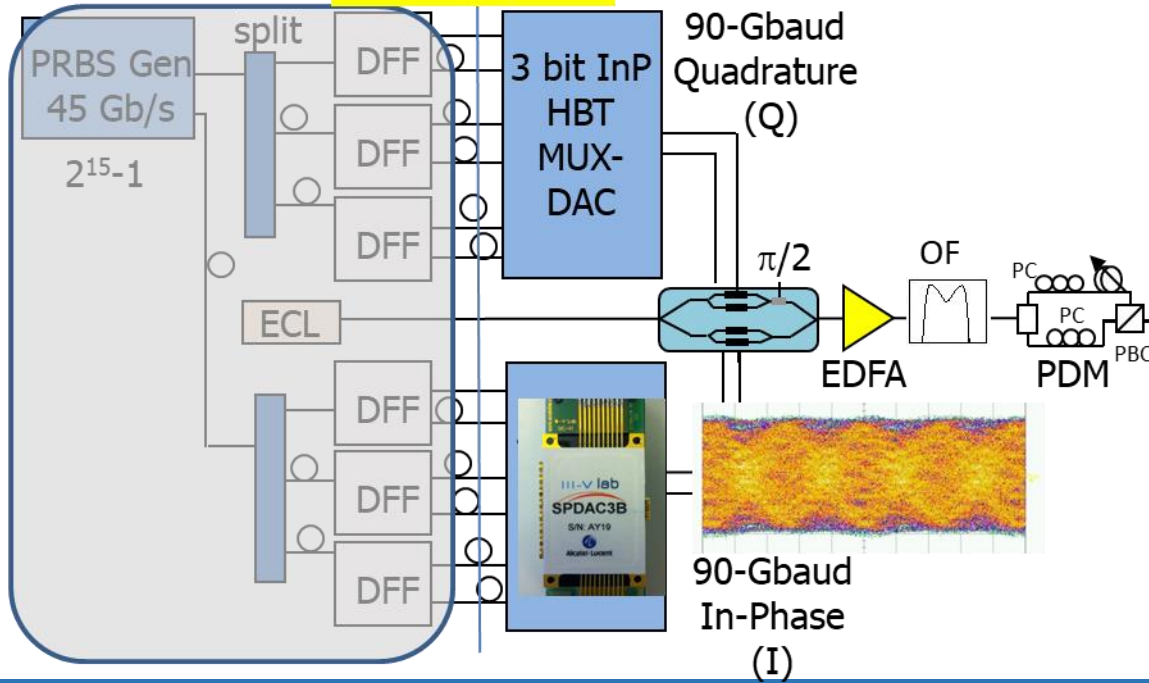 split
PRBS Gen
45 Gb/s
2¹⁵-1
DFF
DFF
DFF
3 bit InP
HBT
MUX-
DAC
90-Gbaud
Quadrature
(Q)
π/2
OF
PC
PC
PBC
ECL
EDFA
PDM
DFF
DFF
DFF
III-V lab
SPDAC3B
S/N: AY19
Alcatel-Lucent
90-Gbaud
In-Phase
(I)